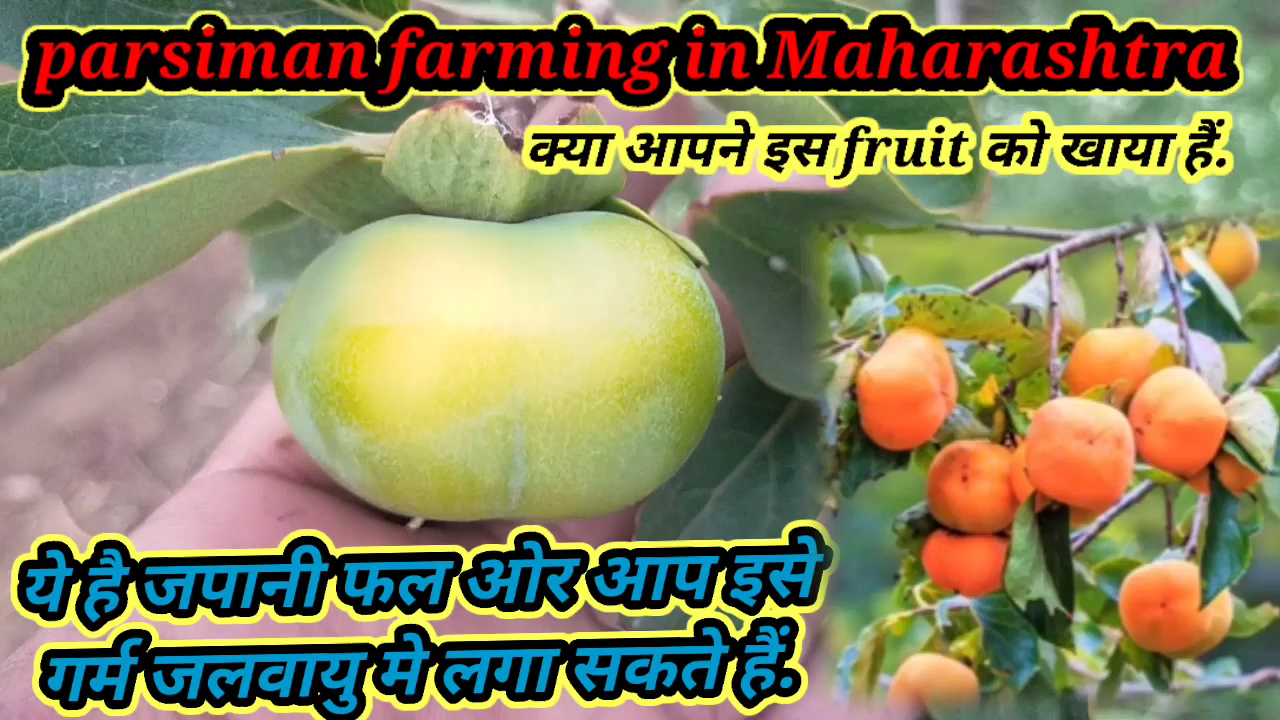 parsiman farming in Maharashtra
क्या आपने इस fruit को खाया हैं.
ये है जपानी फल ओर आप इसे
गर्म जलवायु मे लगा सकते हैं.